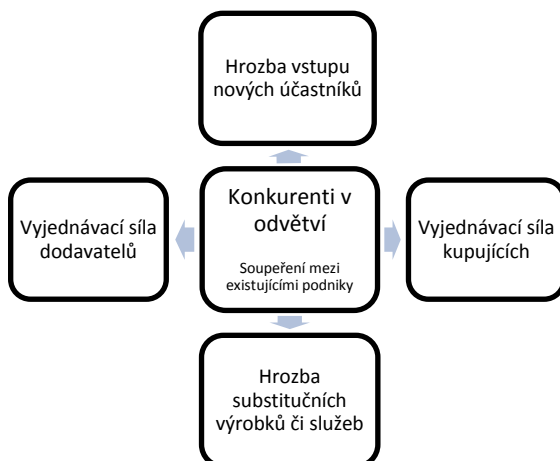 Hrozba vstupu
nových účastníků
Vyjednávací síla
dodavatelů
Konkurenti v
odvětví
Soupeření mezi
existujícími podniky
Vyjednávací síla
kupujících
Hrozba
substitučních
výrobků či služeb